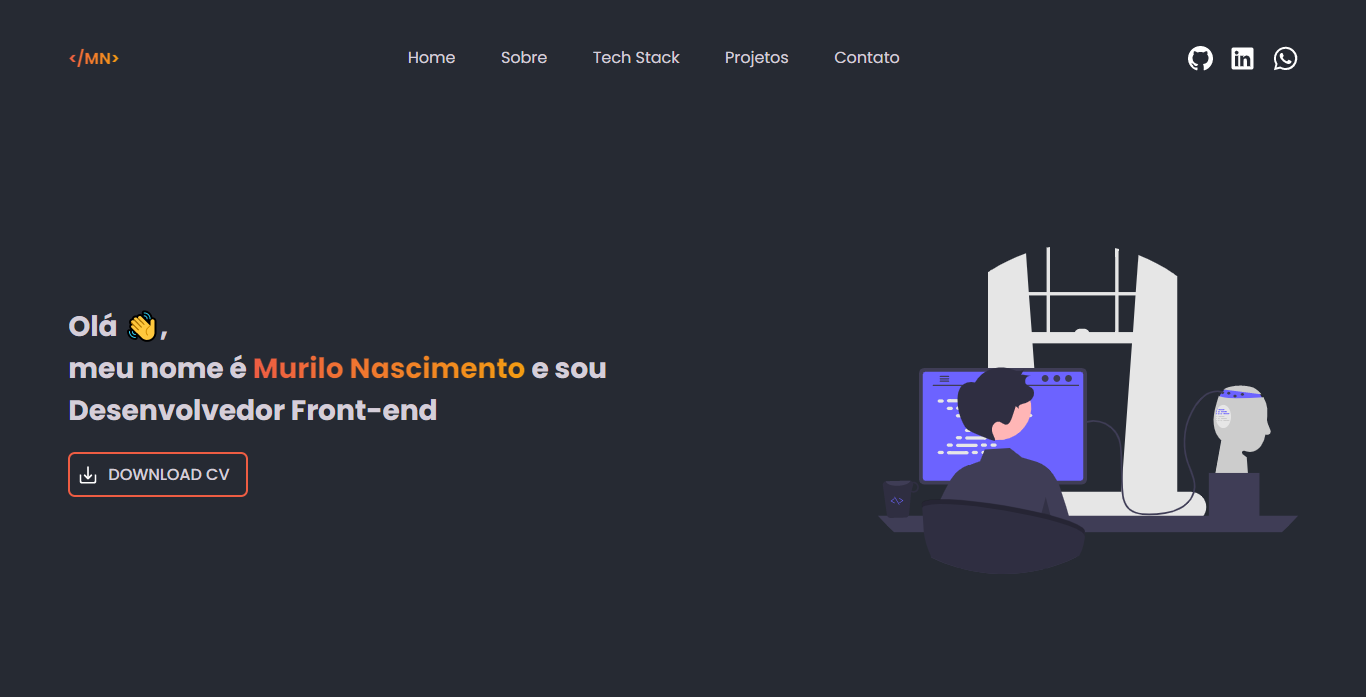 </MN>
Home Sobre Tech Stack Projetos Contato
Olá 👋,
meu nome é Murilo Nascimento e sou
Desenvolvedor Front-end
DOWNLOAD CV